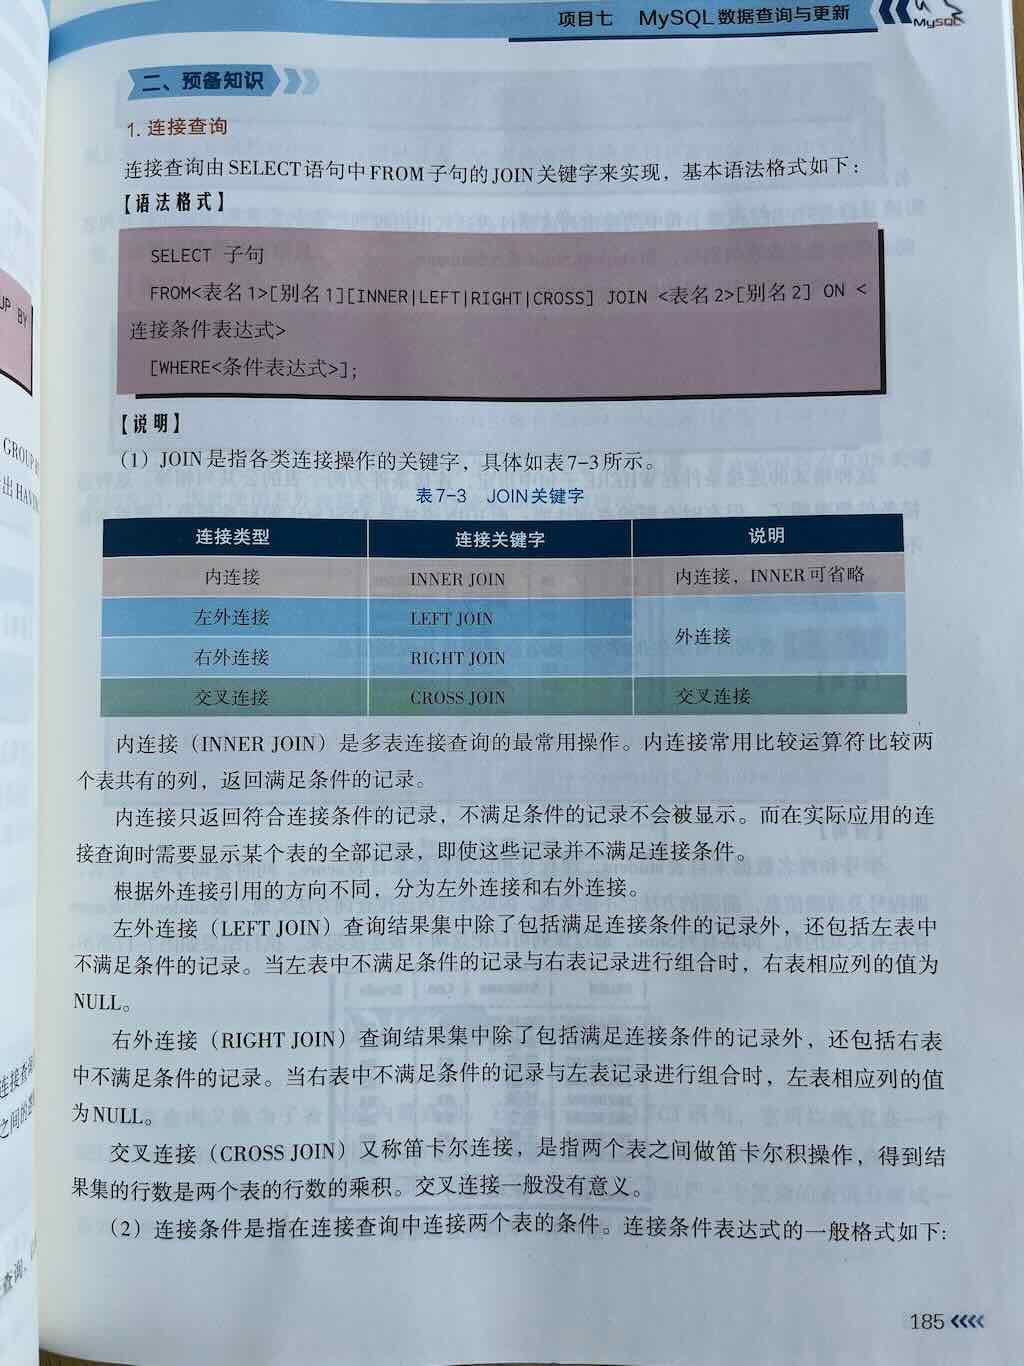 项目七 MySQL数据查询与更新
MySQL
二、预备知识
1. 连接查询
连接查询由SELECT语句中FROM子句的JOIN关键字来实现，基本语法格式如下：
【语法格式】
SELECT 子句
FROM<表名1>[别名1][INNER|LEFT|RIGHT|CROSS] JOIN <表名2>[别名2] ON <
连接条件表达式>
[WHERE<条件表达式>];
【说明】
（1）JOIN是指各类连接操作的关键字，具体如表7-3所示。
表7-3 JOIN关键字
连接类型 连接关键字 说明
内连接 INNER JOIN 内连接，INNER可省略
左外连接 LEFT JOIN
外连接
右外连接 RIGHT JOIN
交叉连接 CROSS JOIN 交叉连接
内连接（INNER JOIN）是多表连接查询的最常用操作。内连接常用比较运算符比较两
个表共有的列，返回满足条件的记录。
内连接只返回符合连接条件的记录，不满足条件的记录不会被显示。而在实际应用的连
接查询时需要显示某个表的全部记录，即使这些记录并不满足连接条件。
根据外连接引用的方向不同，分为左外连接和右外连接。
左外连接（LEFT JOIN）查询结果集中除了包括满足连接条件的记录外，还包括左表中
不满足条件的记录。当左表中不满足条件的记录与右表记录进行组合时，右表相应列的值为
NULL。
右外连接（RIGHT JOIN）查询结果集中除了包括满足连接条件的记录外，还包括右表
中不满足条件的记录。当右表中不满足条件的记录与左表记录进行组合时，左表相应列的值
为NULL。
交叉连接（CROSS JOIN）又称笛卡尔连接，是指两个表之间做笛卡尔积操作，得到结
果集的行数是两个表的行数的乘积。交叉连接一般没有意义。
（2）连接条件是指在连接查询中连接两个表的条件。连接条件表达式的一般格式如下：
185
UP BY
GROUP
出HAVIN
连接查询
之间的
查询，